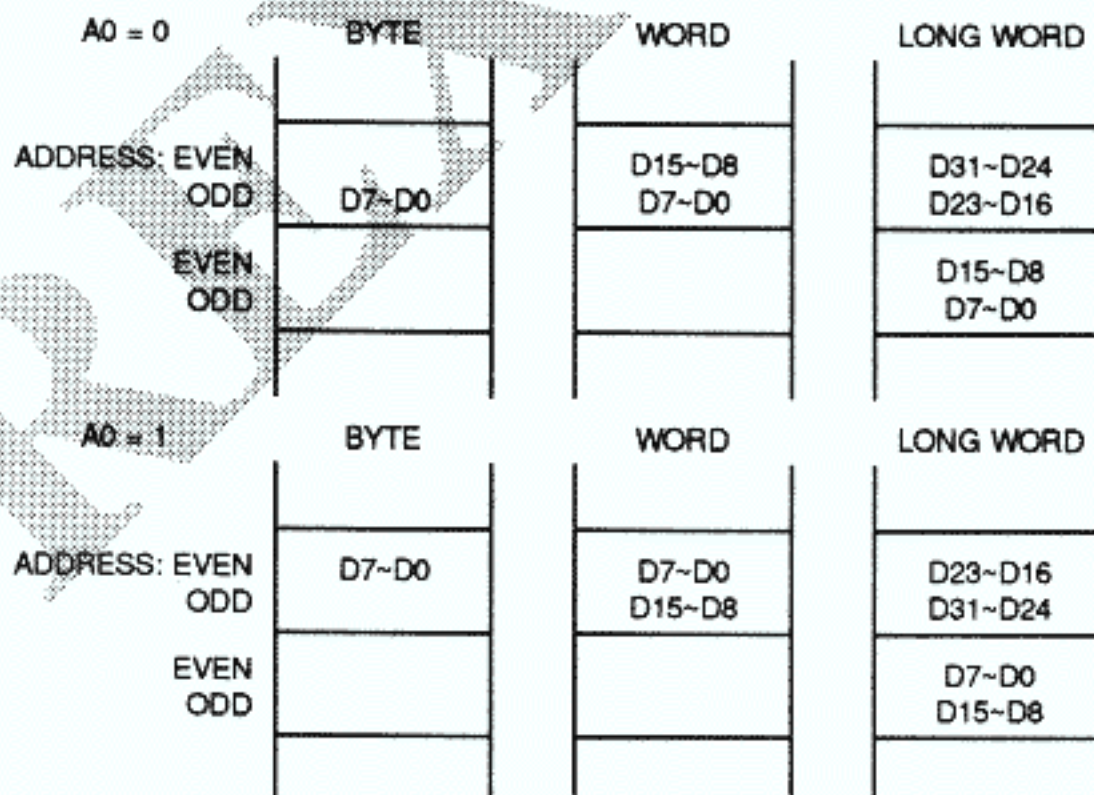 A0 = 0 BYTE WORD LONG WORD
ADDRESS: EVEN D15~D8 D31~D24
ODD D7~D0 D7~D0 D23~D16
EVEN D15~D8
ODD D7~D0
A0 = 1 BYTE WORD LONG WORD
ADDRESS: EVEN D7~D0 D7~D0 D23~D16
ODD D15~D8 D31~D24
EVEN D7~D0
ODD D15~D8